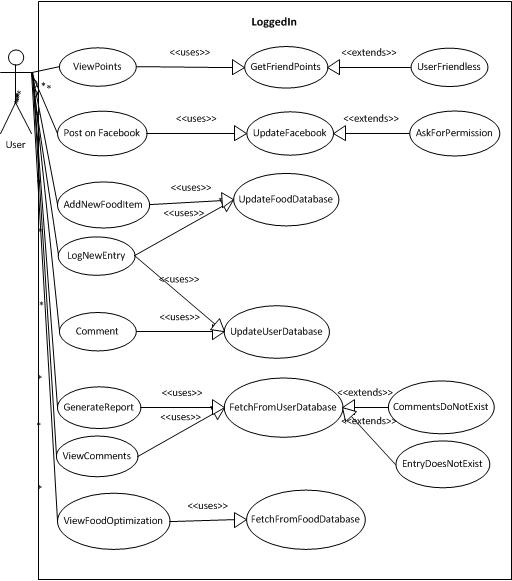 LoggedIn
<<uses>>
<<extends>>
ViewPoints
GetFriendPoints
UserFriendless
* *
*
User
<<uses>>
<<extends>>
Post on Facebook
UpdateFacebook
AskForPermission
<<uses>>
AddNewFoodItem
UpdateFoodDatabase
<<uses>>
*
LogNewEntry
<<uses>>
*
<<uses>>
Comment
UpdateUserDatabase
*
<<uses>>
<<extends>>
GenerateReport
FetchFromUserDatabase
CommentsDoNotExist
<<uses>>
<<extends>>
*
ViewComments
EntryDoesNotExist
*
<<uses>>
ViewFoodOptimization
FetchFromFoodDatabase